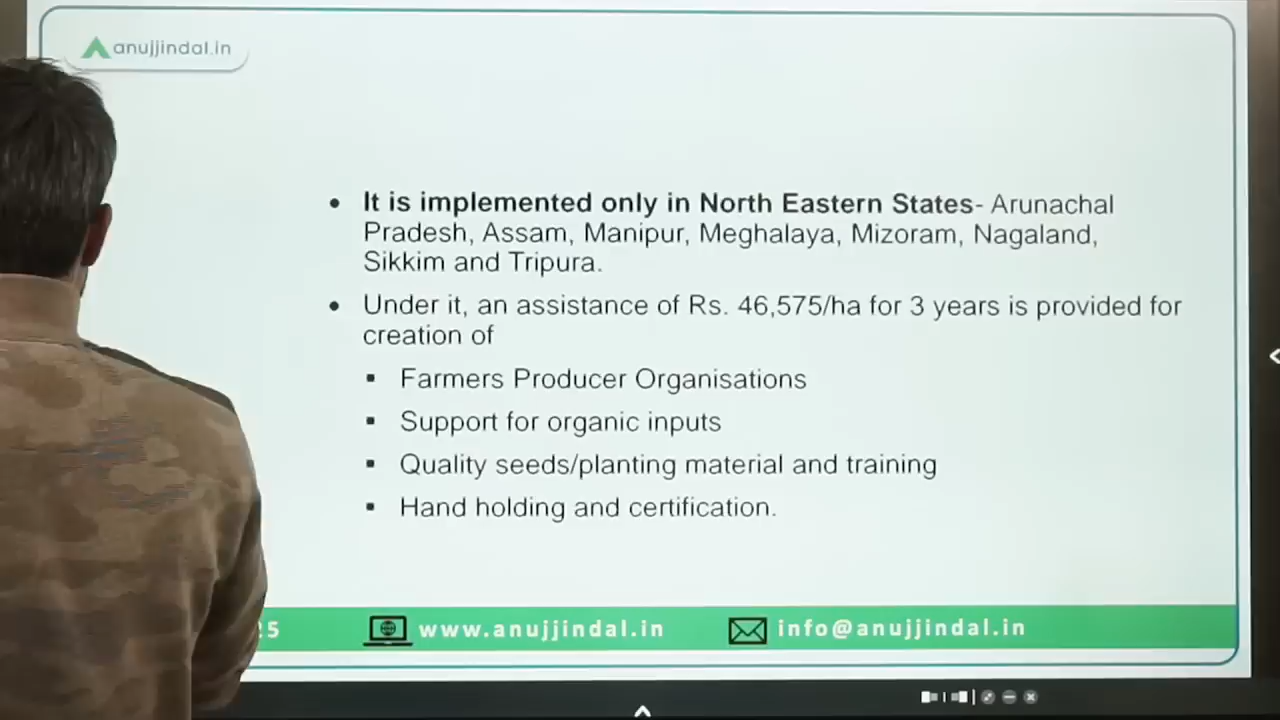 anujjindal.in
• It is implemented only in North Eastern States- Arunachal
Pradesh, Assam, Manipur, Meghalaya, Mizoram, Nagaland,
Sikkim and Tripura.
• Under it, an assistance of Rs. 46,575/ha for 3 years is provided for
creation of
▪ Farmers Producer Organisations
▪ Support for organic inputs
▪ Quality seeds/planting material and training
▪ Hand holding and certification.
25 www.anujjindal.in info@anujjindal.in